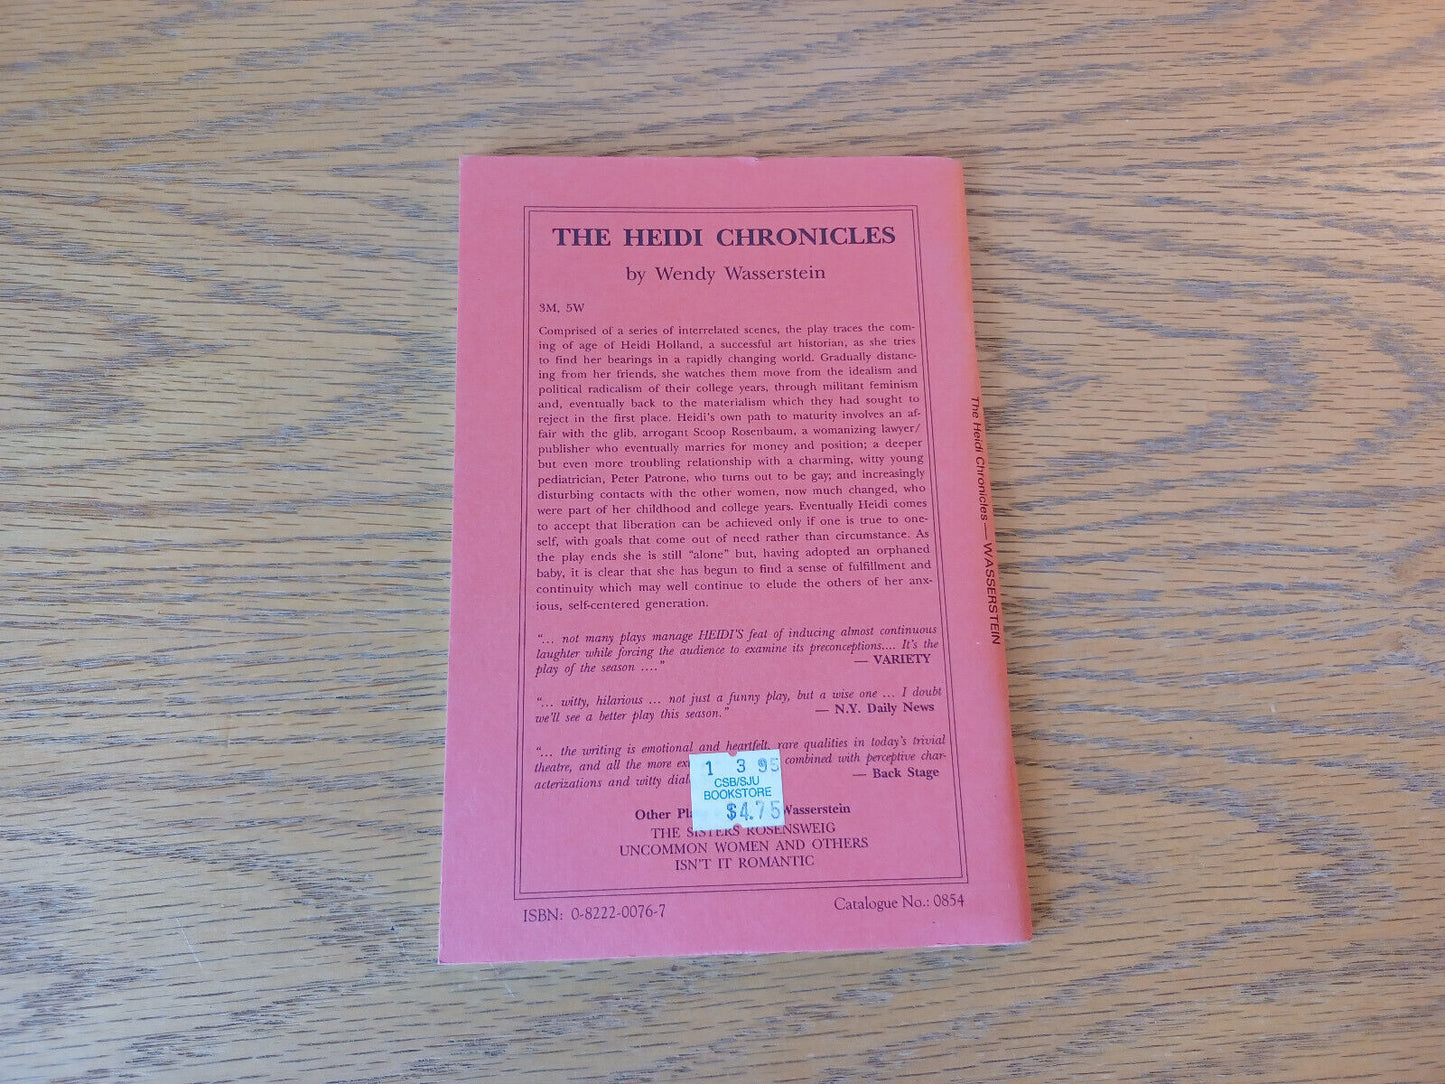 THE HEIDI CHRONICLES
by Wendy Wasserstein
3M, 5W
Comprised of a series of interrelated scenes, the play traces the com-
ing of age of Heidi Holland, a successful art historian, as she tries
to find her bearings in a rapidly changing world. Gradually distanc-
ing from her friends, she watches them move from the idealism and
political radicalism of their college years, through militant feminism
and, eventually back to the materialism which they had sought to
reject in the first place. Heidi's own path to maturity involves an af-
fair with the glib, arrogant Scoop Rosenbaum, a womanizing lawyer/
publisher who eventually marries for money and position; a deeper
but even more troubling relationship with a charming, witty young
pediatrician, Peter Patrone, who turns out to be gay; and increasingly
disturbing contacts with the other women, now much changed, who
were part of her childhood and college years. Eventually Heidi comes
to accept that liberation can be achieved only if one is true to one-
self, with goals that come out of need rather than circumstance. As
the play ends she is still "alone" but, having adopted an orphaned
baby, it is clear that she has begun to find a sense of fulfillment and
continuity which may well continue to elude the others of her anx-
ious, self-centered generation.
"... not many plays manage HEIDI'S feat of inducing almost continuous
laughter while forcing the audience to examine its preconceptions.... It's the
play of the season ...." — VARIETY
"... witty, hilarious ... not just a funny play, but a wise one ... I doubt
we'll see a better play this season." — N.Y. Daily News
"... the writing is emotional and heartfelt, rare qualities in today's trivial
theatre, and all the more combined with perceptive char-
acterizations and witty — Back Stage
1 3 95
CSB/SJU
BOOKSTORE
$4.75
Other Wasserstein
THE SISTERS ROSENSWEIG
UNCOMMON WOMEN AND OTHERS
ISN'T IT ROMANTIC
ISBN: 0-8222-0076-7
Catalogue No.: 0854
The Heidi Chronicles — WASSERSTEIN